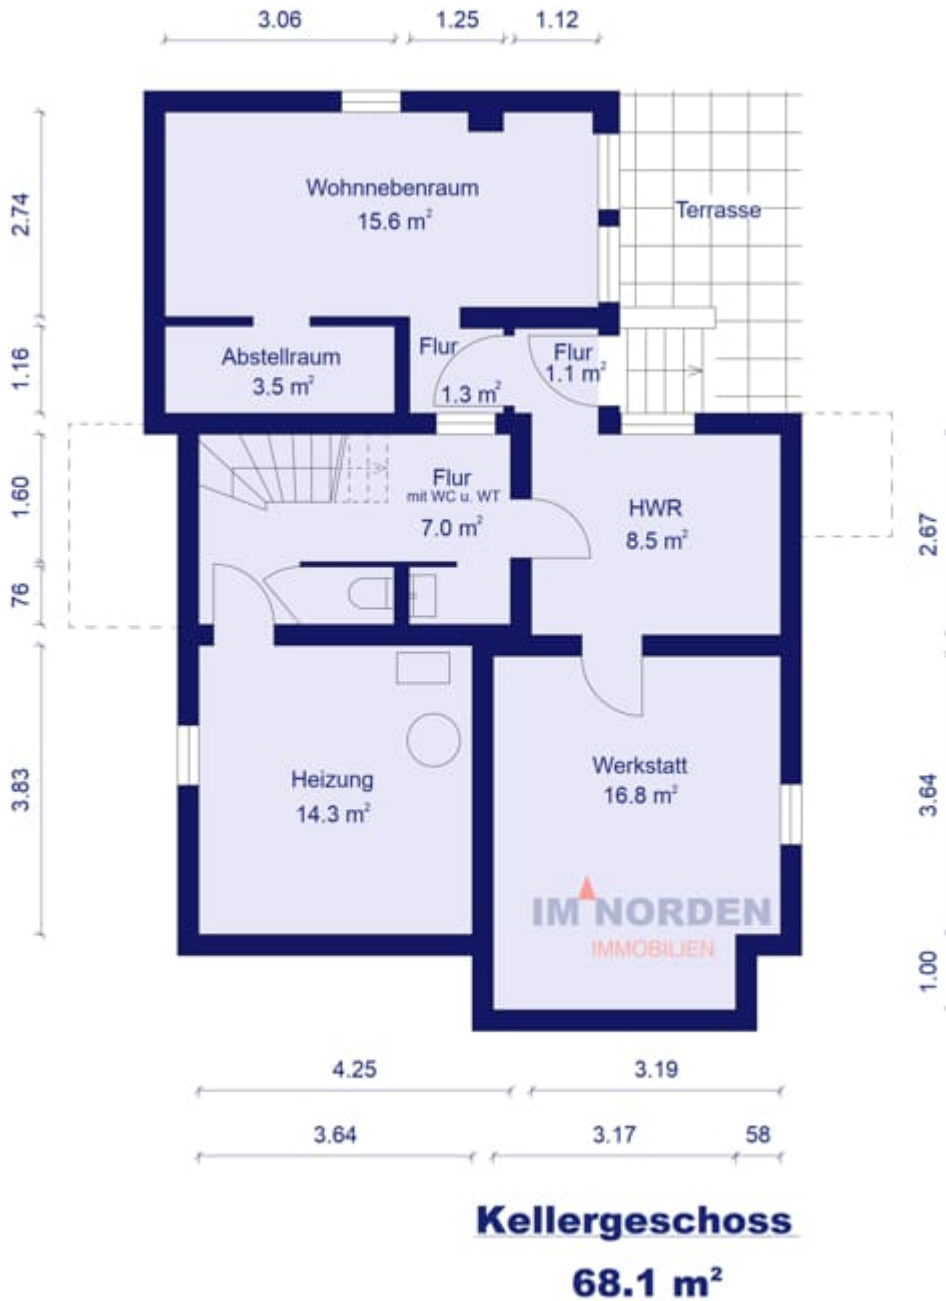 3.06
1.25
1.12
2.74
1.16
1.60
76
3.83
Wohnnebenraum
15.6 m²
Terrasse
Abstellraum
3.5 m²
Flur
1.3 m²
Flur
1.1 m²
Flur
mit WC u. WT
7.0 m²
HWR
8.5 m²
2.67
Heizung
14.3 m²
Werkstatt
16.8 m²
3.64
IM NORDEN
IMMOBILIEN
1.00
4.25
3.19
3.64
3.17
58
Kellergeschoss
68.1 m²